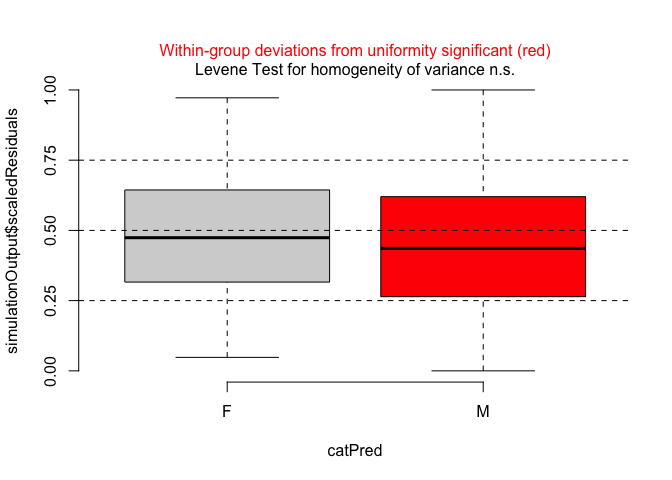 Within-group deviations from uniformity significant (red)
Levene Test for homogeneity of variance n.s.
simulationOutput$scaledResiduals
1.00
0.75
0.50
0.25
0.00
F M
catPred